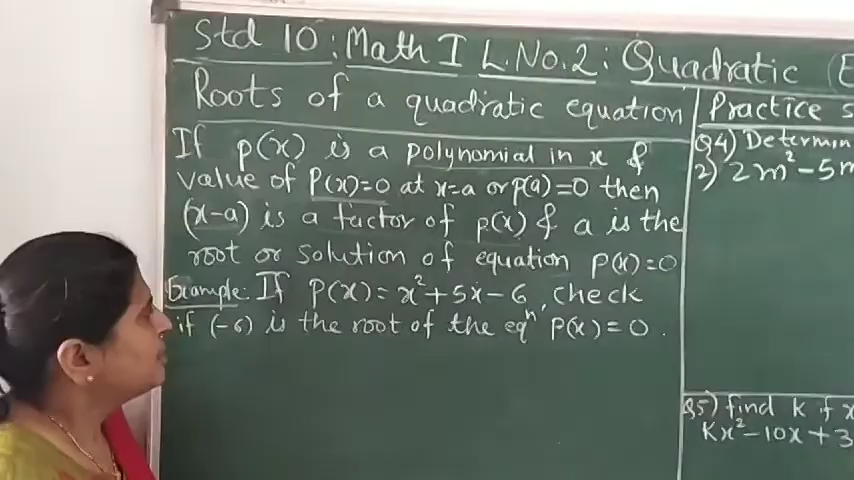 Std 10 : Math I L.No.2 : Quadratic (E
Roots of a quadratic equation
If p(x) is a polynomial in x &
value of P(x)=0 at x=a or p(a)=0 then
(x-a) is a factor of p(x) & a is the
root or solution of equation P(x)=0
Example: If P(x) = x² + 5x - 6, check
if (-6) is the root of the eqⁿ P(x) = 0.
Practice s
Q4) Determin
2) 2m² - 5m
Q5) find k if x
Kx² - 10x + 3